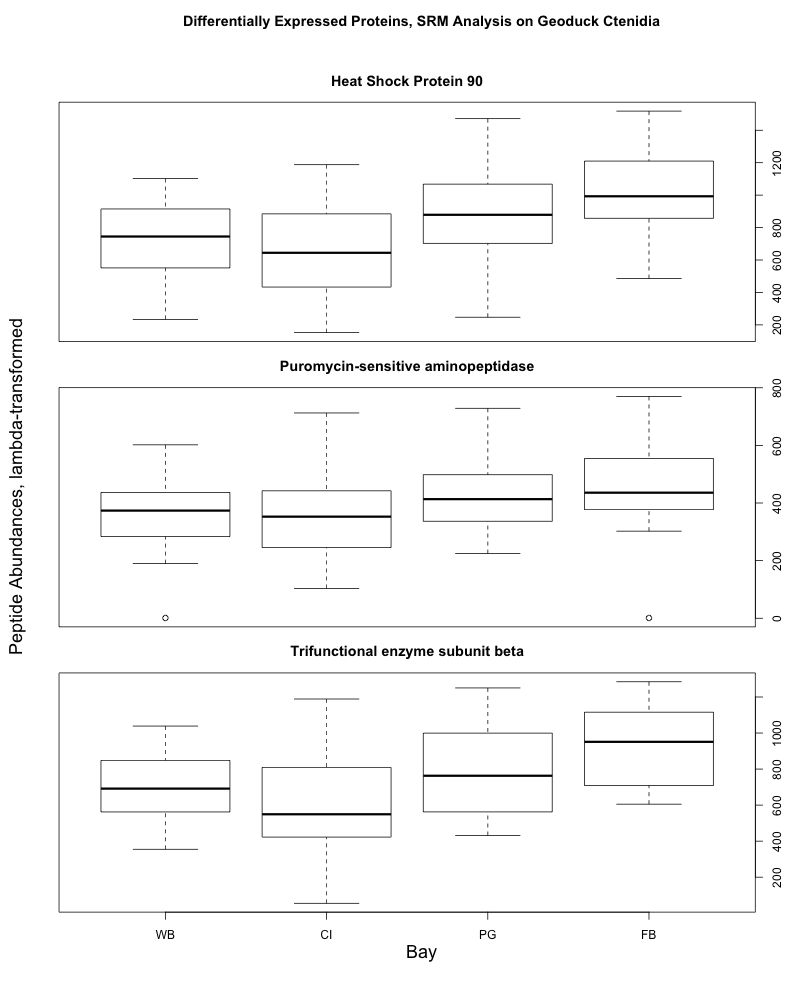 Differentially Expressed Proteins, SRM Analysis on Geoduck Ctenidia
Peptide Abundances, lambda-transformed
Heat Shock Protein 90
1200
800
600
400
200
Puromycin-sensitive aminopeptidase
800
600
400
200
0
Trifunctional enzyme subunit beta
1000
800
600
400
200
WB CI PG FB
Bay